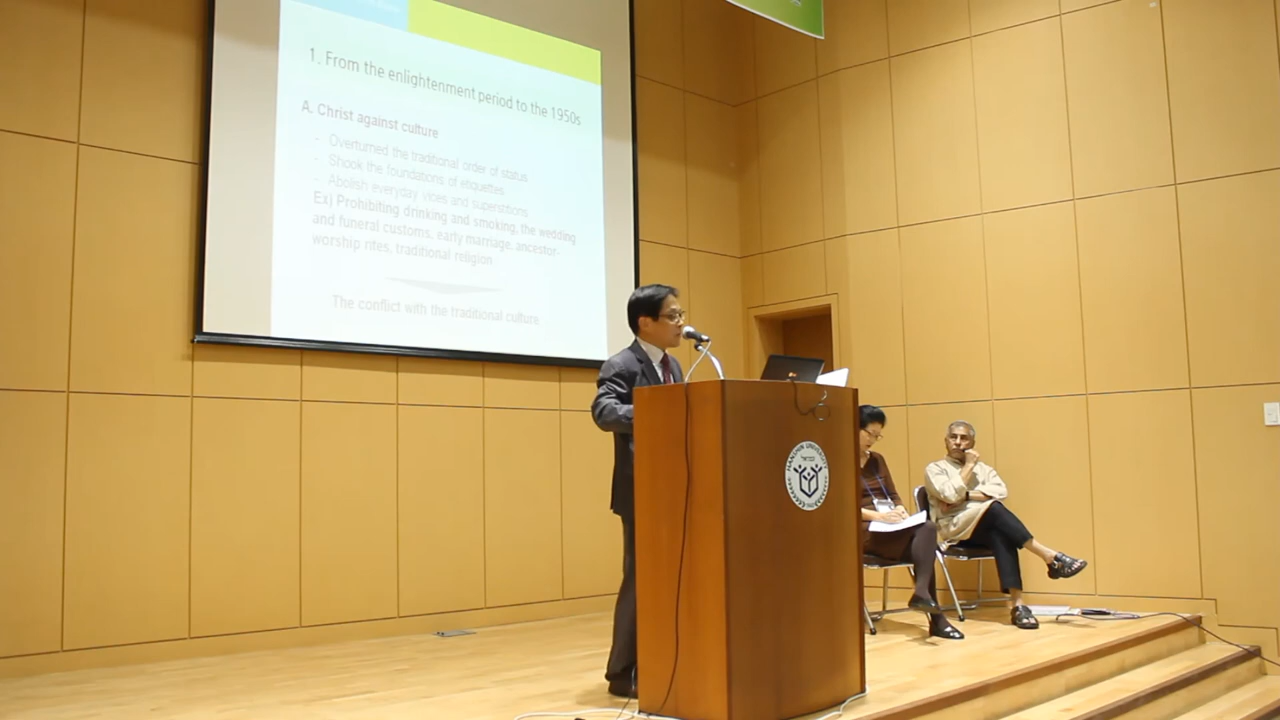 1. From the enlightenment period to the 1950s
A. Christ against culture
- Overturned the traditional order of status
- Shook the foundations of etiquettes
- Abolish everyday vices and superstitions
Ex) Prohibiting drinking and smoking, the wedding
and funeral customs, early marriage, ancestor-
worship rites, traditional religion
The conflict with the traditional culture
HANSHIN UNIVERSITY